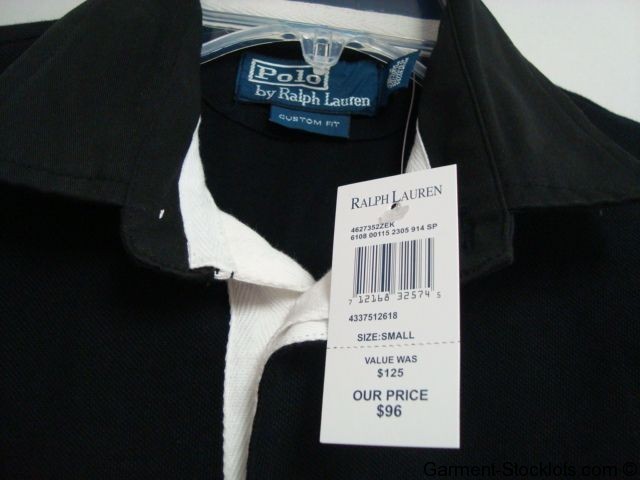 Polo
by Ralph Lauren
CUSTOM FIT
RALPH LAUREN
4627352ZEK
6108 00115 2305 914 SP
7 12168 32574 5
4337512618
SIZE:SMALL
VALUE WAS
$125
OUR PRICE
$96
Garment-Stocklots.com ©